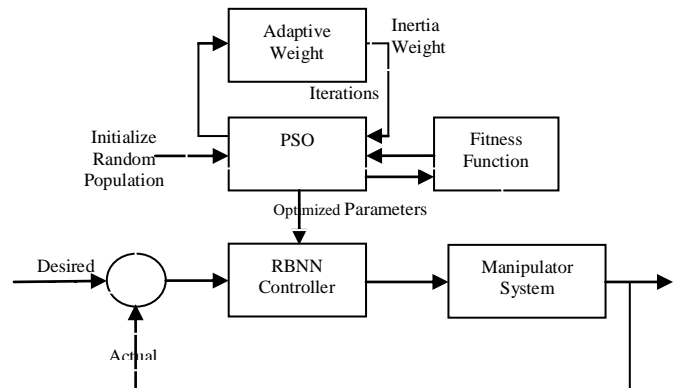 Adaptive
Weight
Inertia
Weight
Iterations
Initialize
Random
Population
PSO
Fitness
Function
Optimized Parameters
Desired
RBNN
Controller
Manipulator
System
Actual